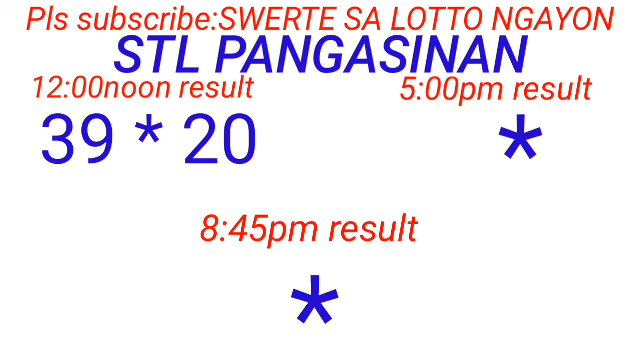 Pls subscribe:SWERTE SA LOTTO NGAYON
STL PANGASINAN
12:00noon result
5:00pm result
39 * 20
*
8:45pm result
*